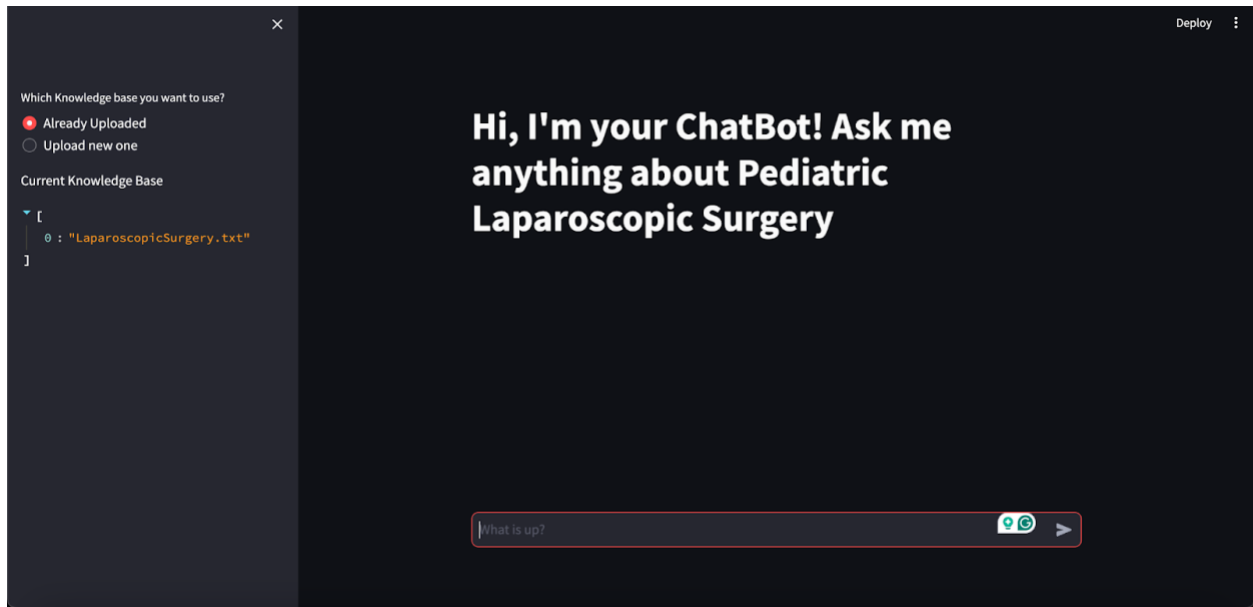 Deploy
Which Knowledge base you want to use?
Already Uploaded
Upload new one
Current Knowledge Base
[
0 : "LaparoscopicSurgery.txt"
]
Hi, I'm your ChatBot! Ask me
anything about Pediatric
Laparoscopic Surgery
What is up?